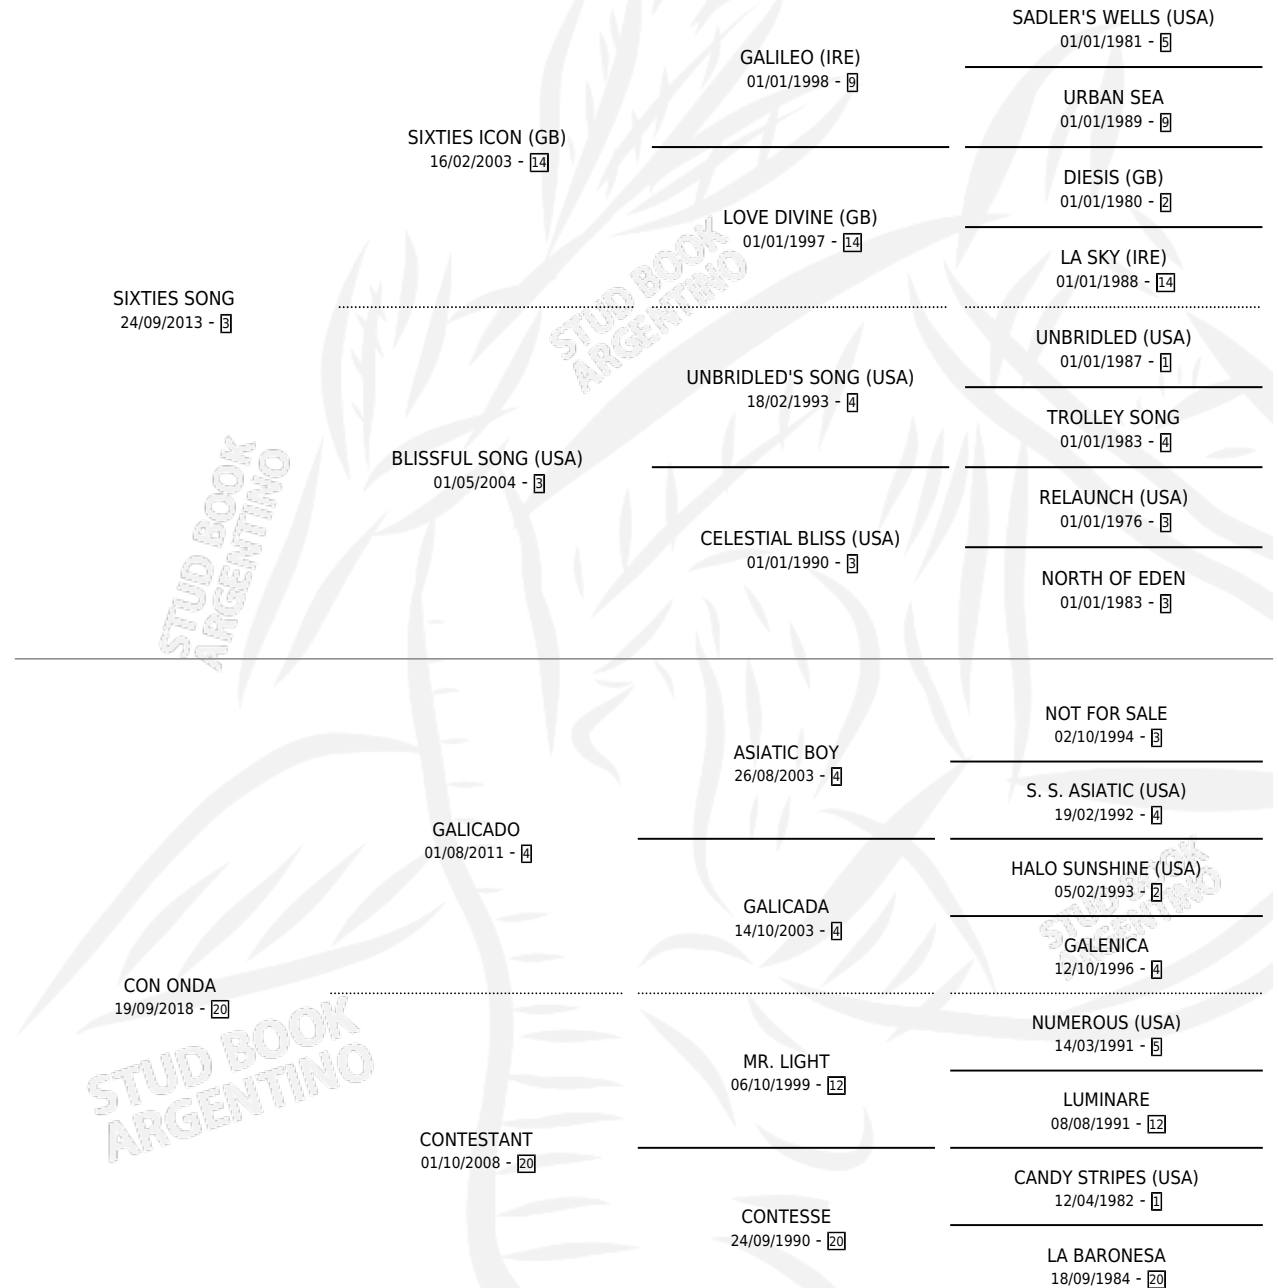 SADLER'S WELLS (USA)
01/01/1981 - 5
GALILEO (IRE)
01/01/1998 - 9
URBAN SEA
01/01/1989 - 9
SIXTIES ICON (GB)
16/02/2003 - 14
DIESIS (GB)
01/01/1980 - 2
LOVE DIVINE (GB)
01/01/1997 - 14
LA SKY (IRE)
01/01/1988 - 14
SIXTIES SONG
24/09/2013 - 3
STUD BOOK
ARGENTINO
UNBRIDLED (USA)
01/01/1987 - 1
UNBRIDLED'S SONG (USA)
18/02/1993 - 4
TROLLEY SONG
01/01/1983 - 4
BLISSFUL SONG (USA)
01/05/2004 - 3
RELAUNCH (USA)
01/01/1976 - 3
CELESTIAL BLISS (USA)
01/01/1990 - 3
NORTH OF EDEN
01/01/1983 - 3
STUD BOOK
ARGENTINO
NOT FOR SALE
02/10/1994 - 3
ASIATIC BOY
26/08/2003 - 4
S. S. ASIATIC (USA)
19/02/1992 - 4
GALICADO
01/08/2011 - 4
HALO SUNSHINE (USA)
05/02/1993 - 2
GALICADA
14/10/2003 - 4
STUD BOOK
ARGENTINO
GALENICA
12/10/1996 - 4
CON ONDA
19/09/2018 - 20
STUD BOOK
ARGENTINO
NUMEROUS (USA)
14/03/1991 - 5
MR. LIGHT
06/10/1999 - 12
LUMINARE
08/08/1991 - 12
CONTESTANT
01/10/2008 - 20
CANDY STRIPES (USA)
12/04/1982 - 1
CONTESSE
24/09/1990 - 20
LA BARONESA
18/09/1984 - 20